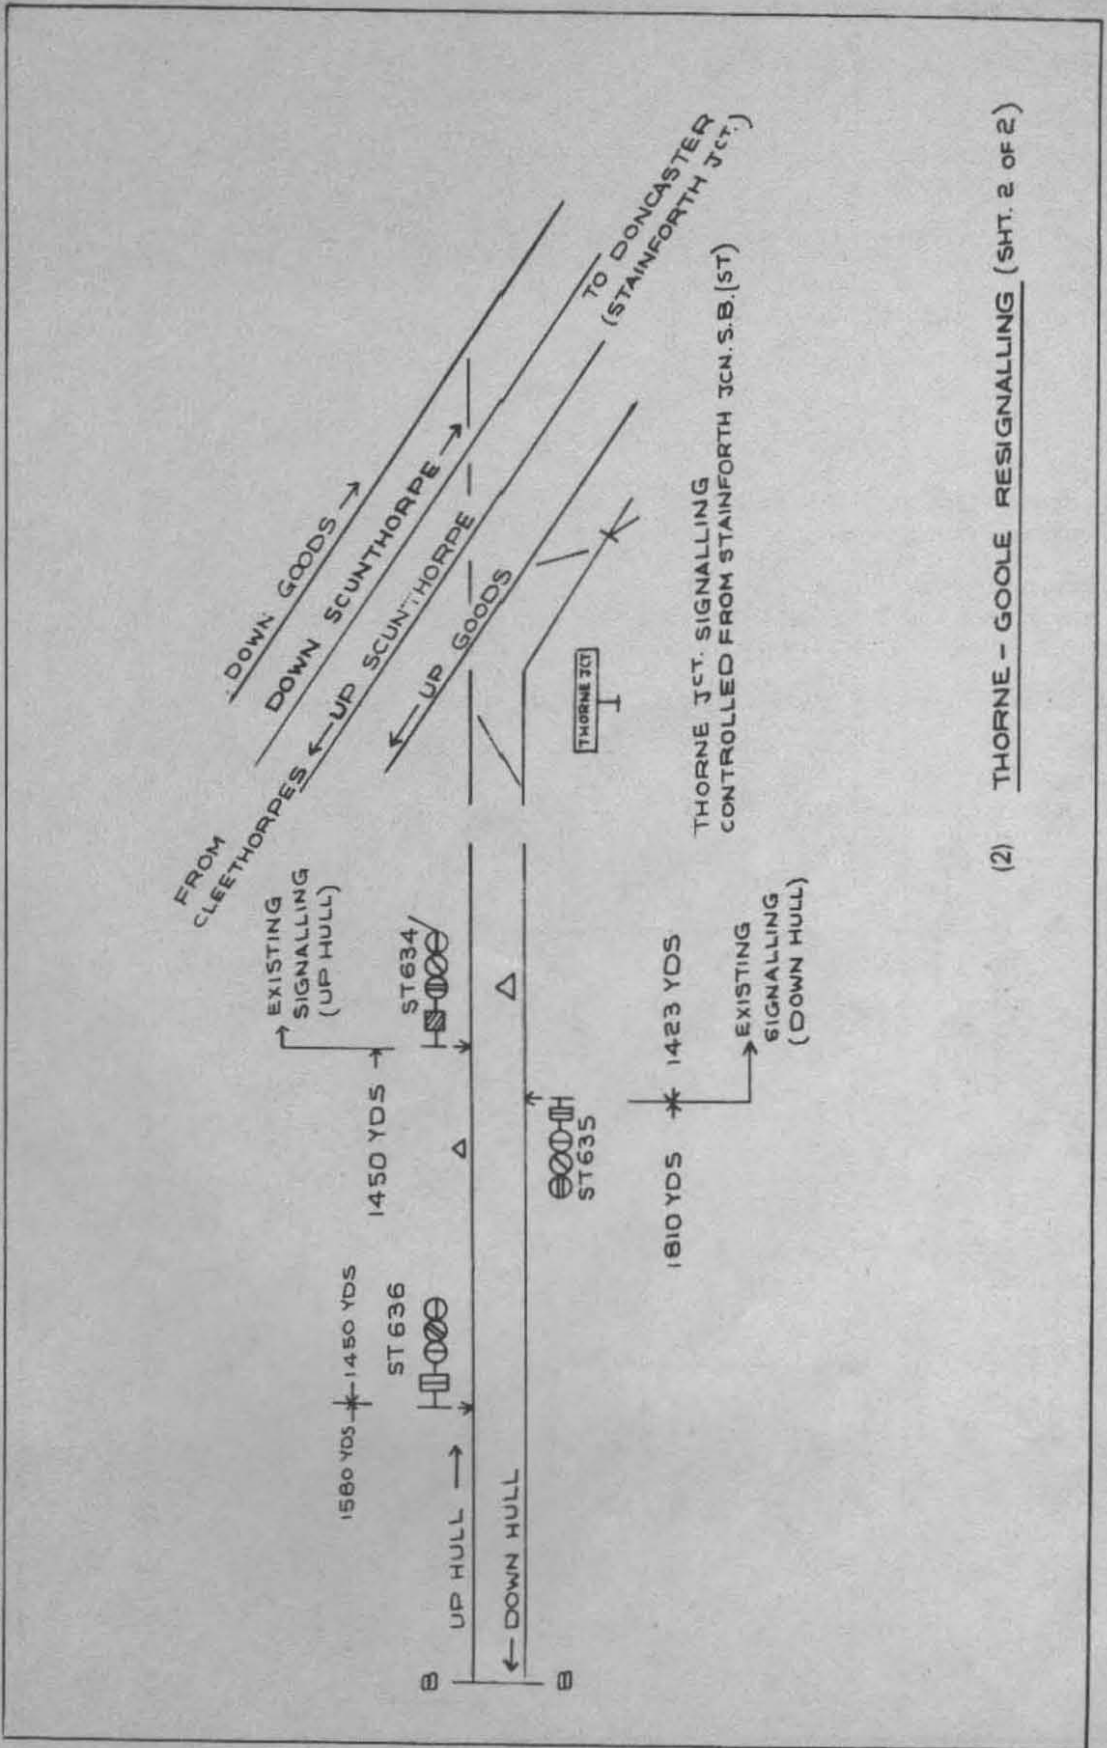 DOWN GOODS →
DOWN SCUNTHORPE →
← UP SCUNTHORPE
← UP GOODS
FROM
CLEETHORPES
TO DONCASTER
(STAINFORTH JCT.)
EXISTING
SIGNALLING
(UP HULL)
1450 YDS
ST634
1580 YDS
1450 YDS
ST636
UP HULL →
← DOWN HULL
B
B
ST635
1810 YDS
1423 YDS
EXISTING
SIGNALLING
(DOWN HULL)
THORNE JCT
THORNE JCT. SIGNALLING
CONTROLLED FROM STAINFORTH JCN. S.B. (ST)
(2) THORNE - GOOLE RESIGNALLING (SHT. 2 OF 2)